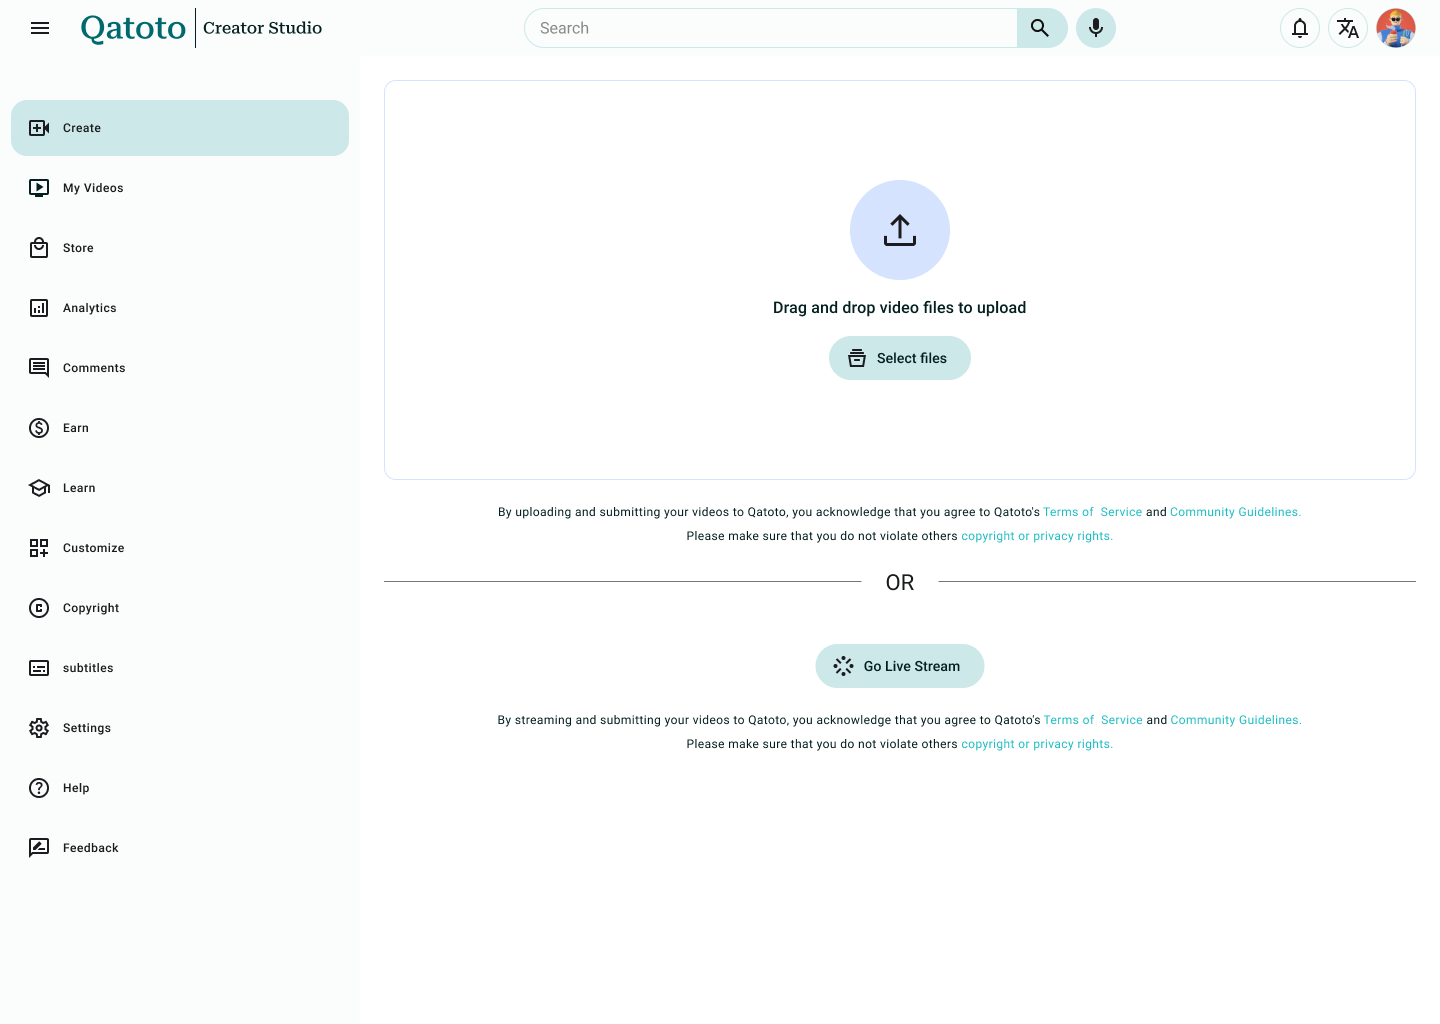 Qatoto
Creator Studio
Search
Create
My Videos
Store
Analytics
Comments
Earn
Learn
Customize
Copyright
subtitles
Settings
Help
Feedback
Drag and drop video files to upload
Select files
By uploading and submitting your videos to Qatoto, you acknowledge that you agree to Qatoto's Terms of  Service and Community Guidelines.
Please make sure that you do not violate others copyright or privacy rights.
OR
Go Live Stream
By streaming and submitting your videos to Qatoto, you acknowledge that you agree to Qatoto's Terms of  Service and Community Guidelines.
Please make sure that you do not violate others copyright or privacy rights.